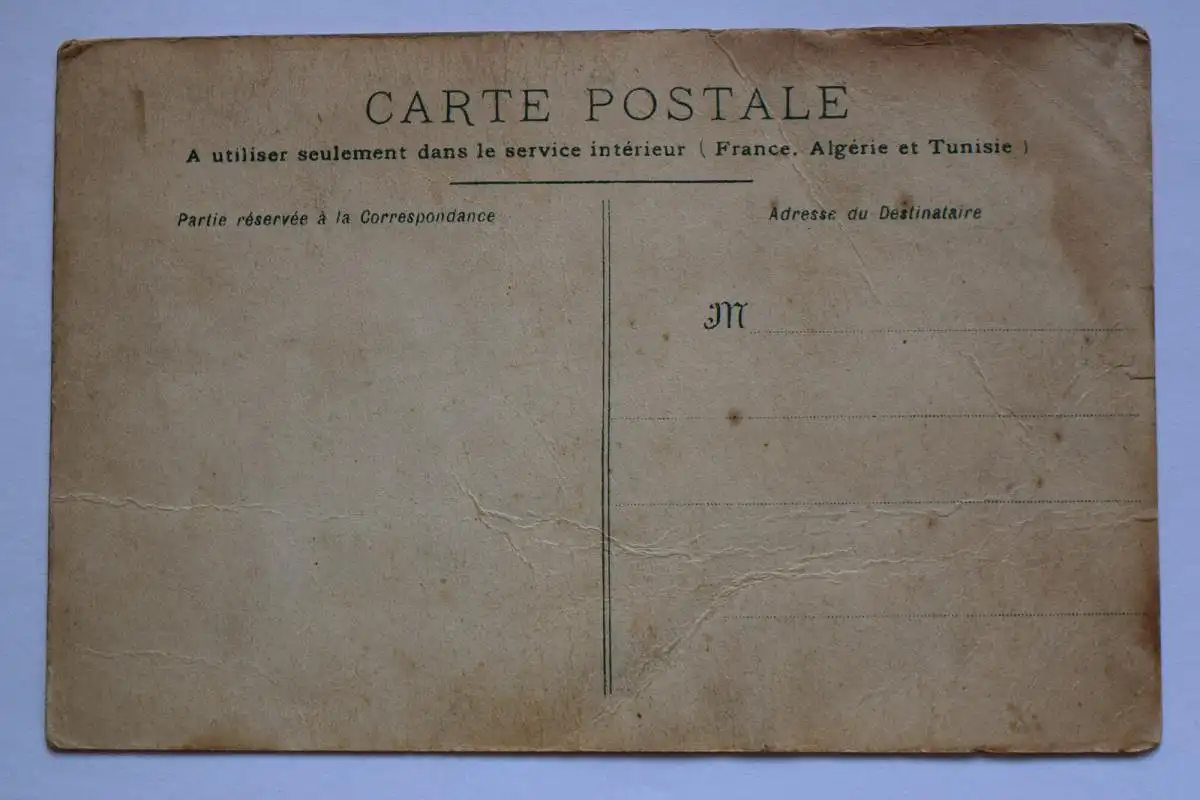 CARTE POSTALE
A utiliser seulement dans le service intérieur ( France. Algérie et Tunisie )
Partie réservée à la Correspondance
Adresse du Destinataire
M